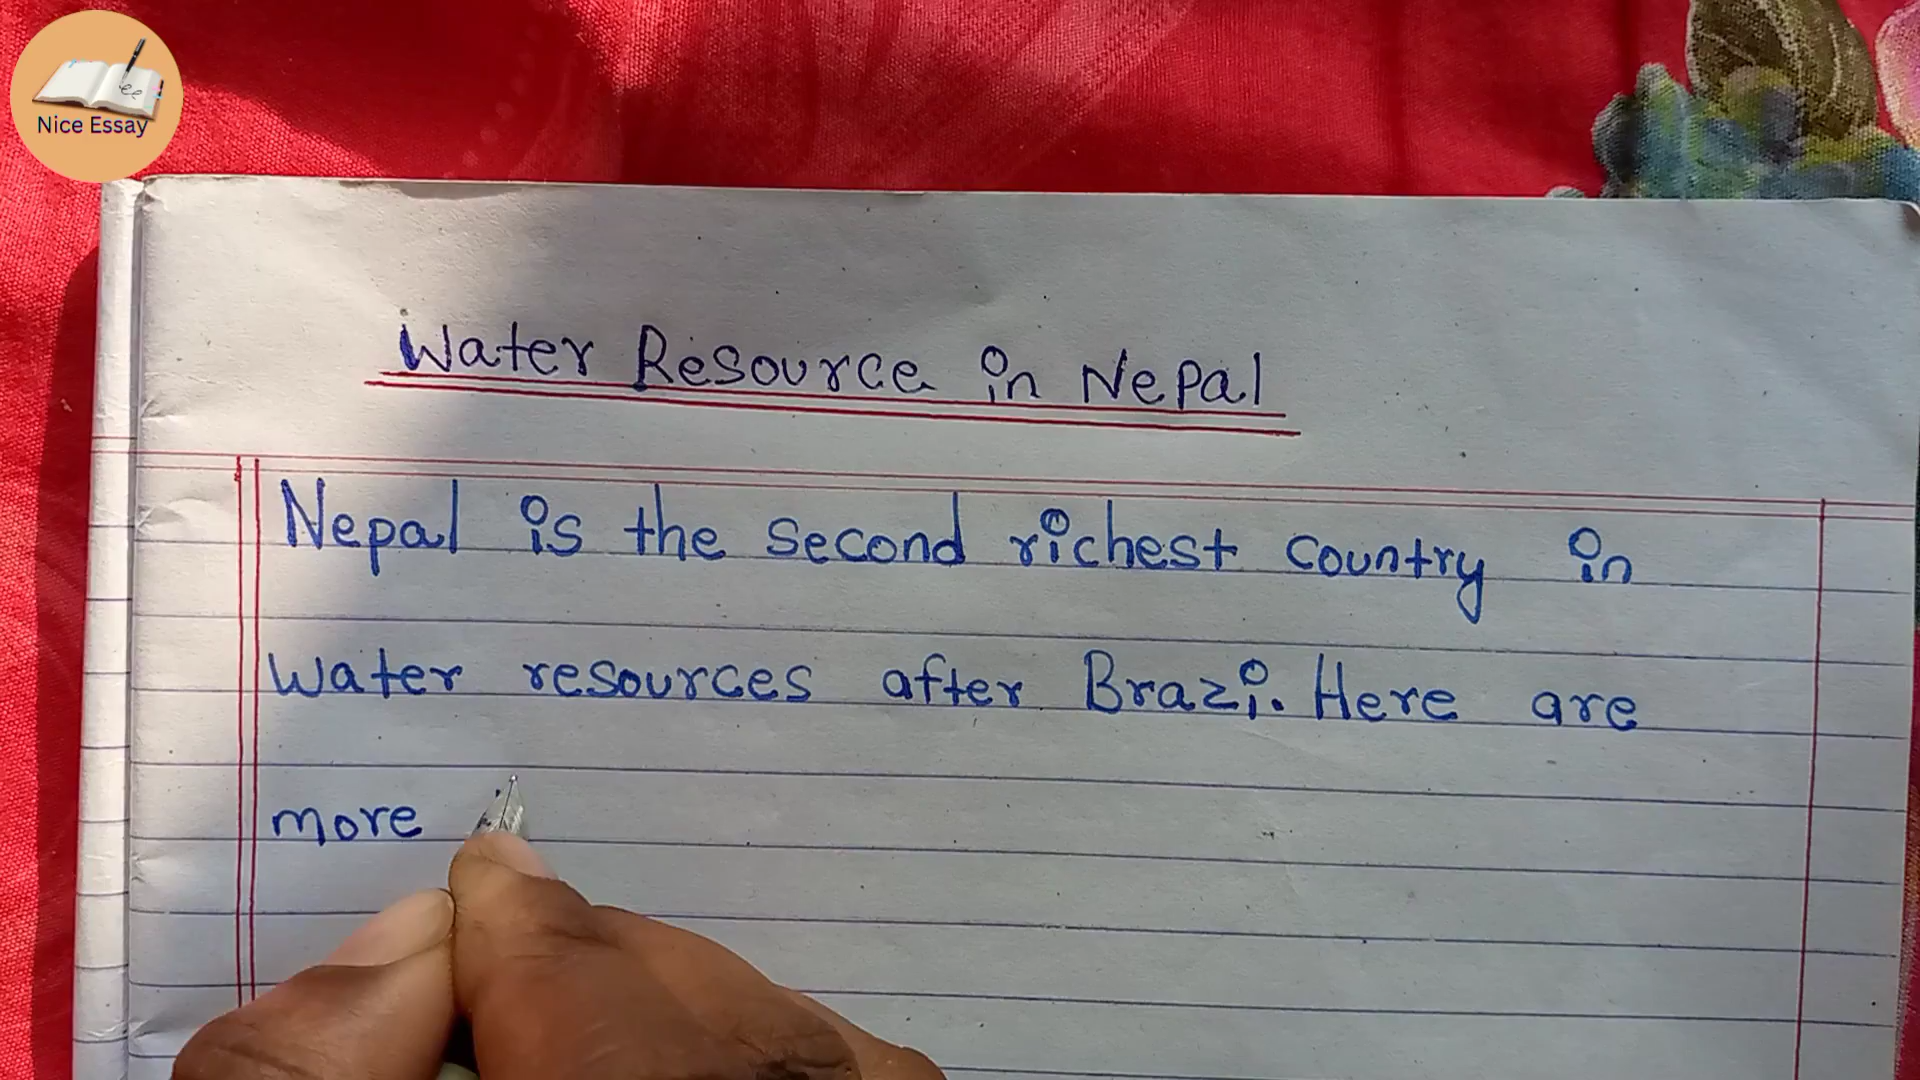 Nice Essay
Water Resource in Nepal
Nepal is the second richest country in
water resources after Brazi. Here are
more